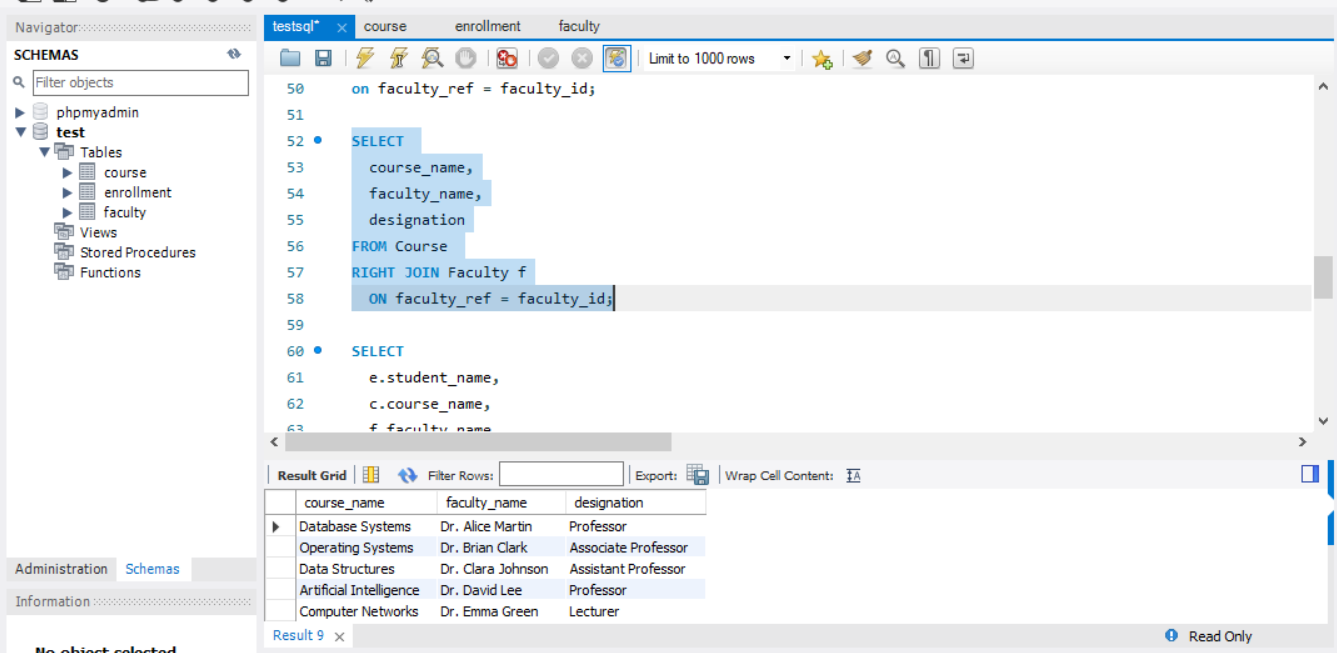 Navigator
testsql* × course enrollment faculty
SCHEMAS
Limit to 1000 rows
Filter objects
phpmyadmin
test
Tables
course
enrollment
faculty
Views
Stored Procedures
Functions
50 on faculty_ref = faculty_id;
51
52 SELECT
53 course_name,
54 faculty_name,
55 designation
56 FROM Course
57 RIGHT JOIN Faculty f
58 ON faculty_ref = faculty_id;
59
60 SELECT
61 e.student_name,
62 c.course_name,
63 f.faculty_name
Result Grid Filter Rows: Export: Wrap Cell Content:
course_name faculty_name designation
Database Systems Dr. Alice Martin Professor
Operating Systems Dr. Brian Clark Associate Professor
Data Structures Dr. Clara Johnson Assistant Professor
Artificial Intelligence Dr. David Lee Professor
Computer Networks Dr. Emma Green Lecturer
Administration Schemas
Information
Result 9 × Read Only
No object selected